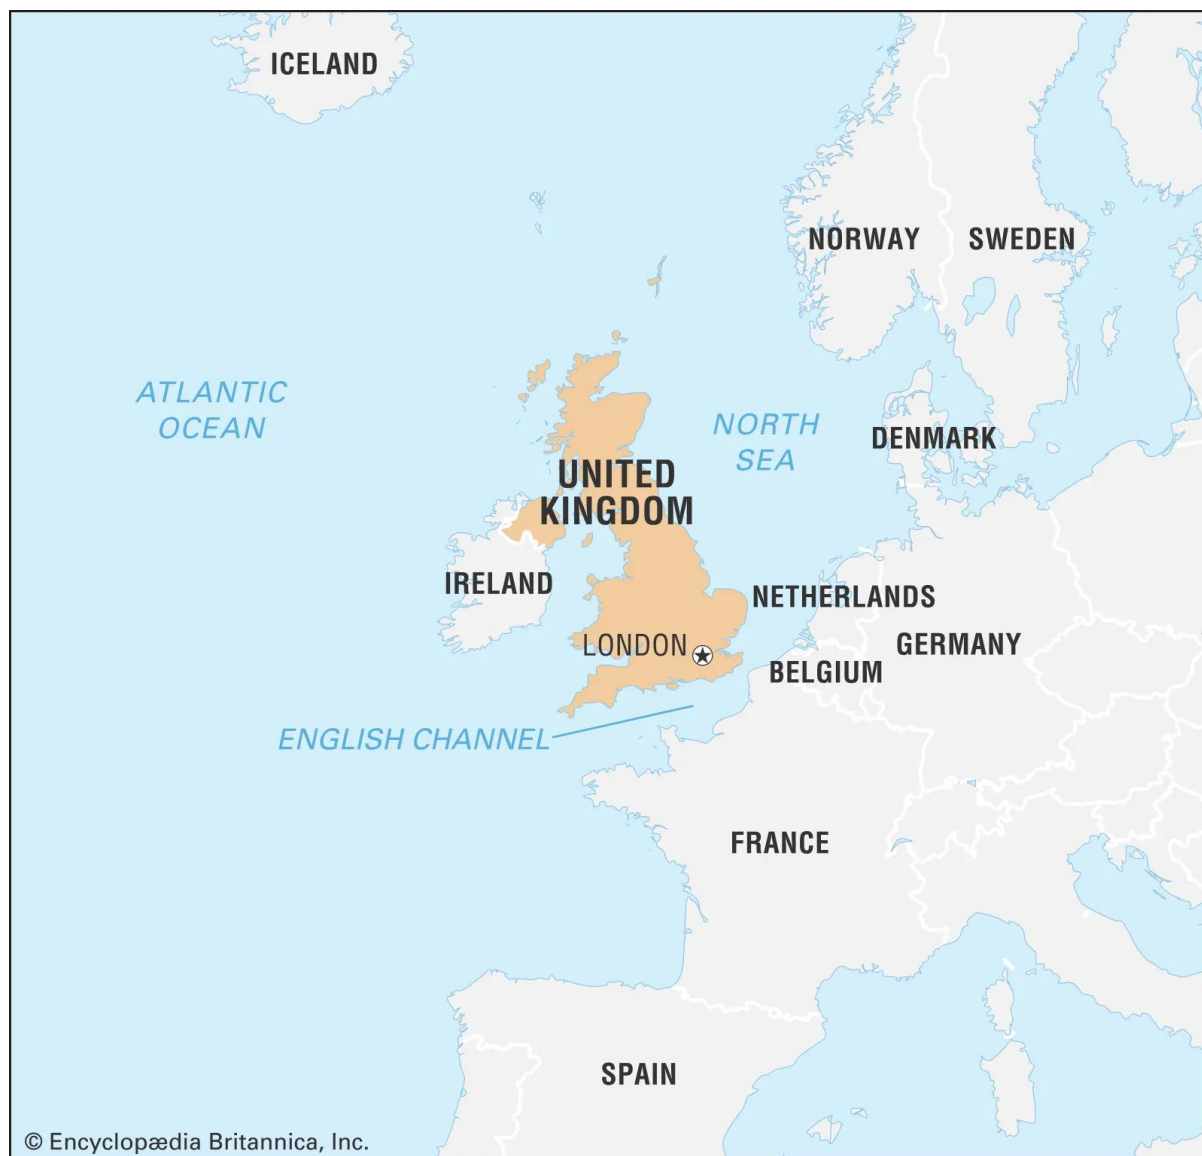 ICELAND
NORWAY
SWEDEN
ATLANTIC
OCEAN
NORTH
SEA
DENMARK
UNITED
KINGDOM
IRELAND
NETHERLANDS
LONDON
GERMANY
BELGIUM
ENGLISH CHANNEL
FRANCE
SPAIN
© Encyclopædia Britannica, Inc.